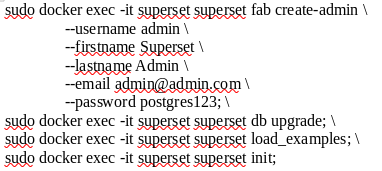 sudo docker exec -it superset superset fab create-admin \
--username admin \
--firstname Superset \
--lastname Admin \
--email admin@admin.com \
--password postgres123; \
sudo docker exec -it superset superset db upgrade; \
sudo docker exec -it superset superset load_examples; \
sudo docker exec -it superset superset init;